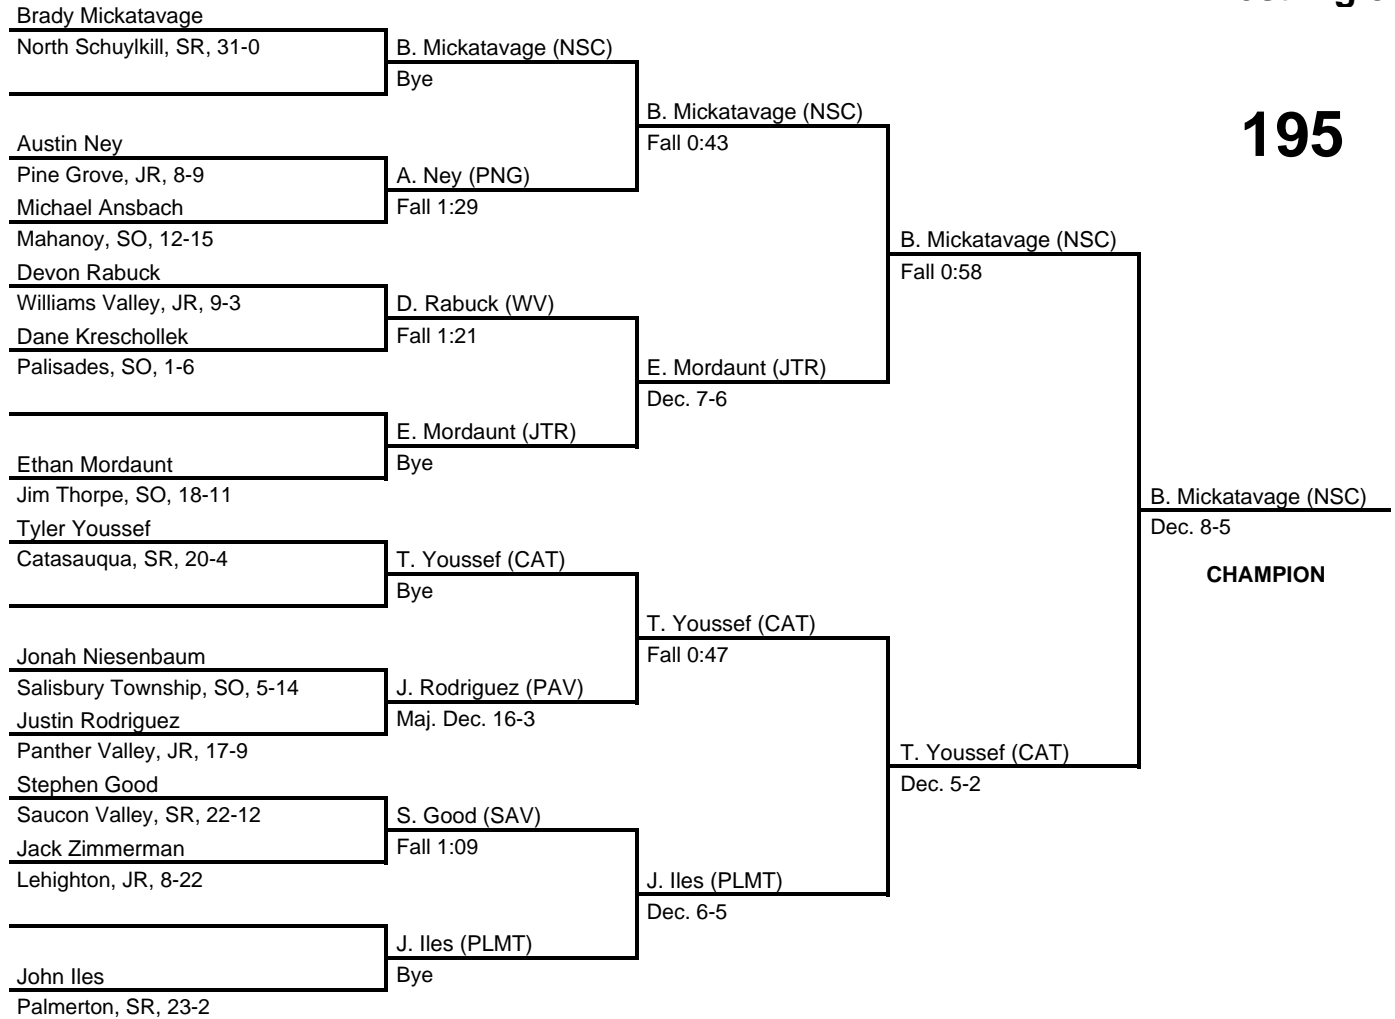 Brady Mickatavage
North Schuylkill, SR, 31-0
B. Mickatavage (NSC)
Bye
B. Mickatavage (NSC)
Fall 0:43
195
Austin Ney
Pine Grove, JR, 8-9
A. Ney (PNG)
Michael Ansbach
Fall 1:29
Mahanoy, SO, 12-15
B. Mickatavage (NSC)
Fall 0:58
Devon Rabuck
Williams Valley, JR, 9-3
D. Rabuck (WV)
Dane Kreschollek
Fall 1:21
Palisades, SO, 1-6
E. Mordaunt (JTR)
Dec. 7-6
E. Mordaunt (JTR)
Ethan Mordaunt
Bye
Jim Thorpe, SO, 18-11
B. Mickatavage (NSC)
Dec. 8-5
CHAMPION
Tyler Youssef
Catasauqua, SR, 20-4
T. Youssef (CAT)
Bye
T. Youssef (CAT)
Fall 0:47
Jonah Niesenbaum
Salisbury Township, SO, 5-14
J. Rodriguez (PAV)
Justin Rodriguez
Maj. Dec. 16-3
Panther Valley, JR, 17-9
T. Youssef (CAT)
Dec. 5-2
Stephen Good
Saucon Valley, SR, 22-12
S. Good (SAV)
Jack Zimmerman
Fall 1:09
Lehighton, JR, 8-22
J. Iles (PLMT)
Dec. 6-5
J. Iles (PLMT)
John Iles
Bye
Palmerton, SR, 23-2